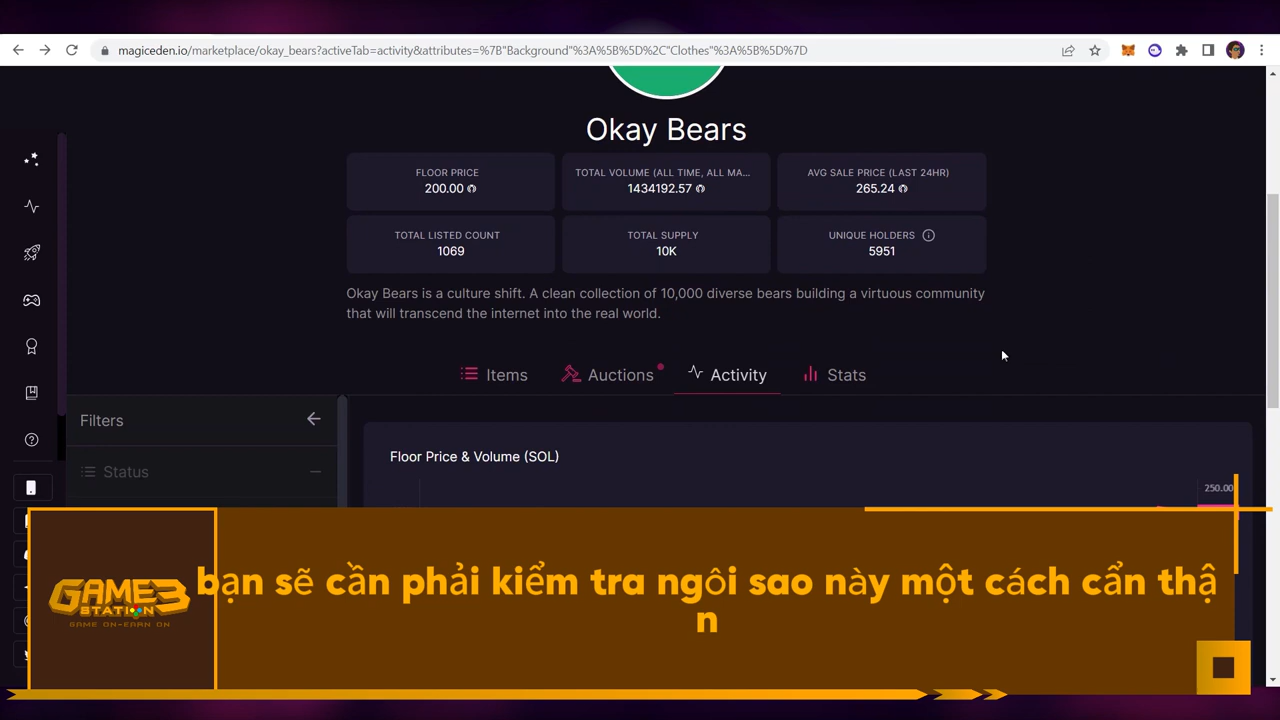 magiceden.io/marketplace/okay_bears?activeTab=activity&attributes=%7B"Background"%3A%5B%5D%2C"Clothes"%3A%5B%5D%7D
Okay Bears
FLOOR PRICE
200.00
TOTAL VOLUME (ALL TIME, ALL MA...
1434192.57
AVG SALE PRICE (LAST 24HR)
265.24
TOTAL LISTED COUNT
1069
TOTAL SUPPLY
10K
UNIQUE HOLDERS
5951
Okay Bears is a culture shift. A clean collection of 10,000 diverse bears building a virtuous community
that will transcend the internet into the real world.
Items Auctions Activity Stats
Filters
Status
Floor Price & Volume (SOL)
250.00
GAME3
STATION
GAME ON-EARN ON
bạn sẽ cần phải kiểm tra ngôi sao này một cách cẩn thậ
n